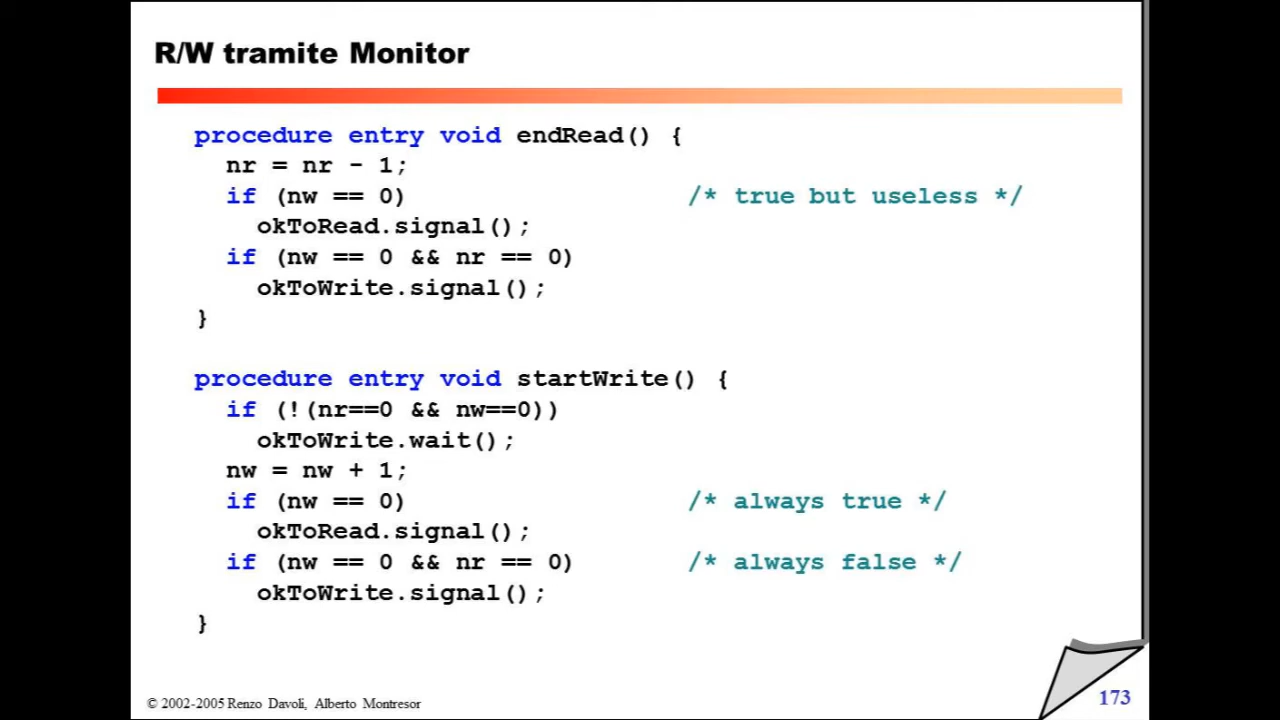 R/W tramite Monitor
procedure entry void endRead() {
nr = nr - 1;
if (nw == 0) /* true but useless */
okToRead.signal();
if (nw == 0 && nr == 0)
okToWrite.signal();
}
procedure entry void startWrite() {
if (!(nr==0 && nw==0))
okToWrite.wait();
nw = nw + 1;
if (nw == 0) /* always true */
okToRead.signal();
if (nw == 0 && nr == 0) /* always false */
okToWrite.signal();
}
© 2002-2005 Renzo Davoli, Alberto Montresor
173